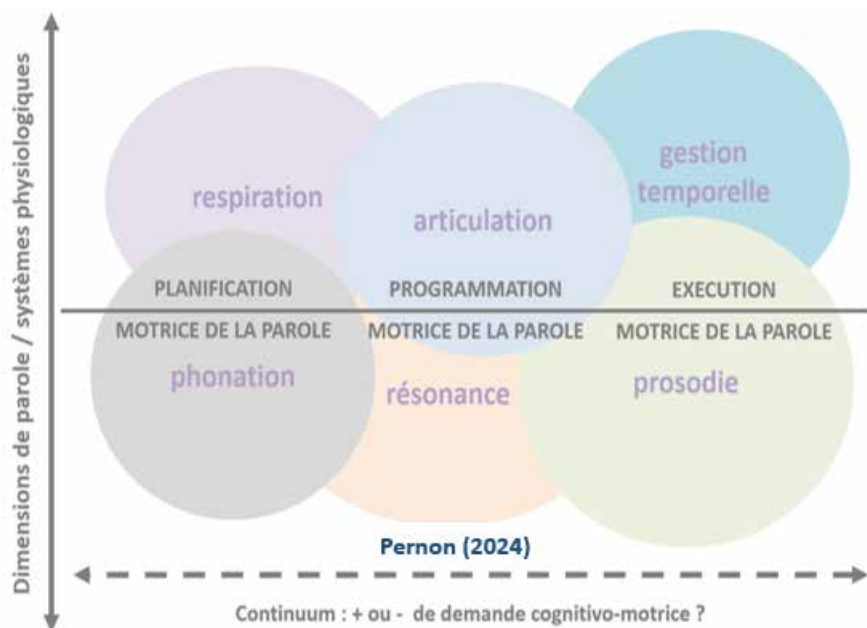 Dimensions de parole / systèmes physiologiques
respiration
articulation
gestion
temporelle
PLANIFICATION
PROGRAMMATION
EXECUTION
MOTRICE DE LA PAROLE
MOTRICE DE LA PAROLE
MOTRICE DE LA PAROLE
phonation
résonance
prosodie
Pernon (2024)
Continuum : + ou - de demande cognitivo-motrice ?